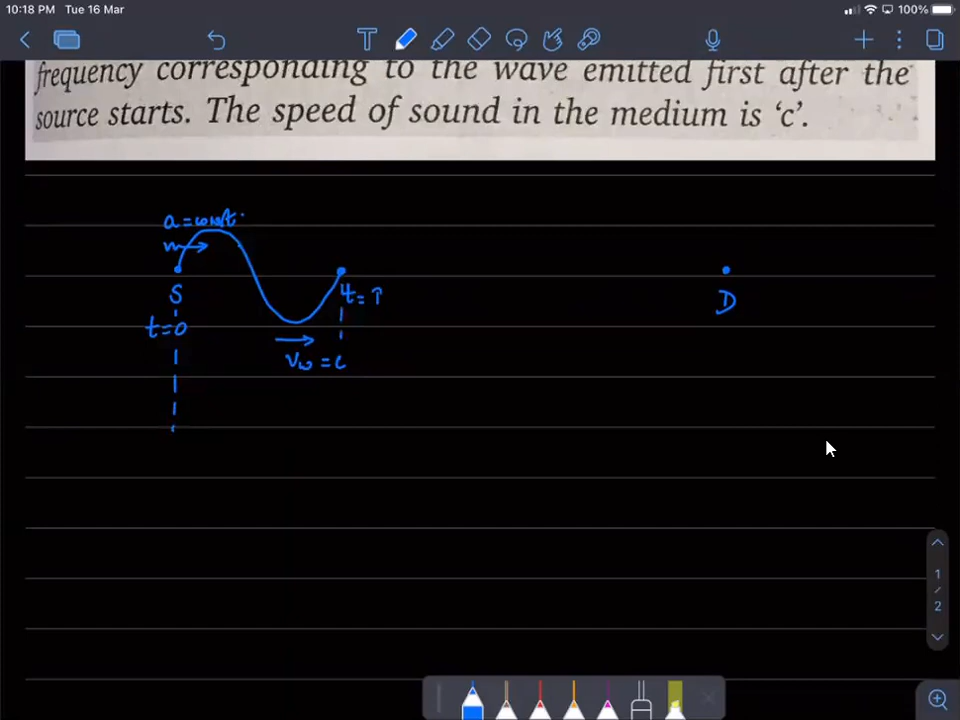 10:18 PM Tue 16 Mar
100%
frequency corresponding to the wave emitted first after the
source starts. The speed of sound in the medium is ‘c’.
a = const.
S
t = T
D
t=0
Vw = c
1
/
2